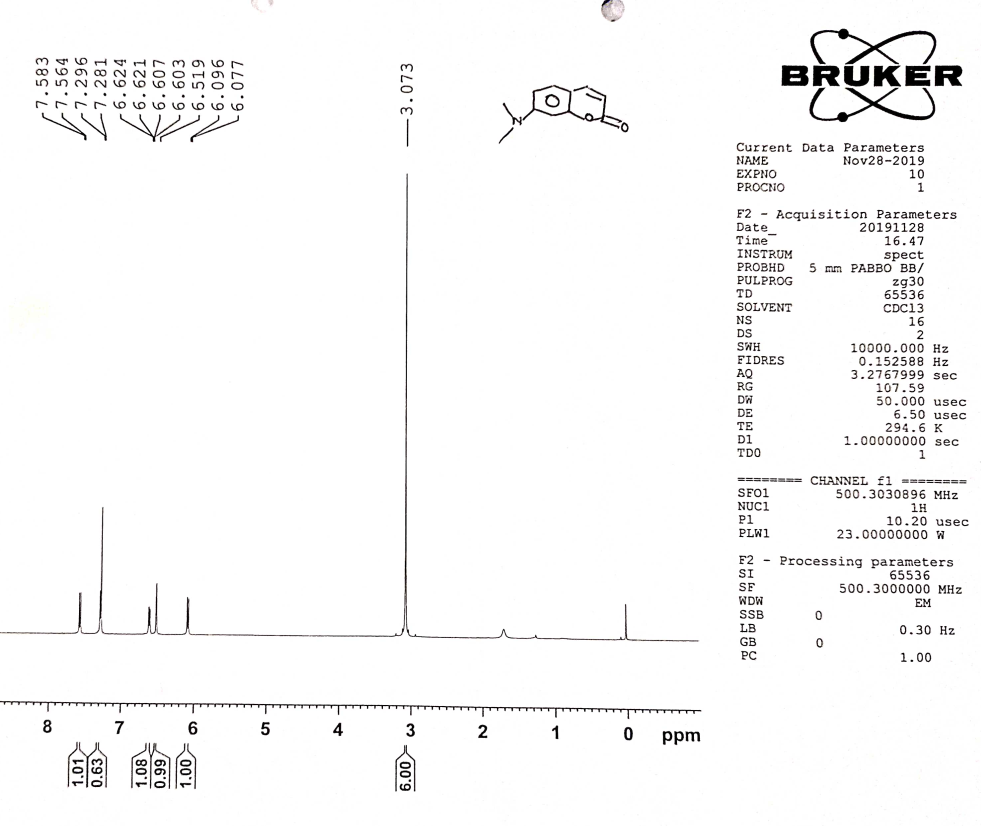 7.583
7.564
7.296
7.281
6.624
6.621
6.607
6.603
6.519
6.096
6.077
3.073
N
O
O
BRUKER
Current Data Parameters
NAME Nov28-2019
EXPNO 10
PROCNO 1
F2 - Acquisition Parameters
Date_ 20191128
Time 16.47
INSTRUM spect
PROBHD 5 mm PABBO BB/
PULPROG zg30
TD 65536
SOLVENT CDCl3
NS 16
DS 2
SWH 10000.000 Hz
FIDRES 0.152588 Hz
AQ 3.2767999 sec
RG 107.59
DW 50.000 usec
DE 6.50 usec
TE 294.6 K
D1 1.00000000 sec
TD0 1
======== CHANNEL f1 ========
SFO1 500.3030896 MHz
NUC1 1H
P1 10.20 usec
PLW1 23.00000000 W
F2 - Processing parameters
SI 65536
SF 500.3000000 MHz
WDW EM
SSB 0
LB 0.30 Hz
GB 0
PC 1.00
8 7 6 5 4 3 2 1 0 ppm
1.01
0.63
1.08
0.99
1.00
6.00